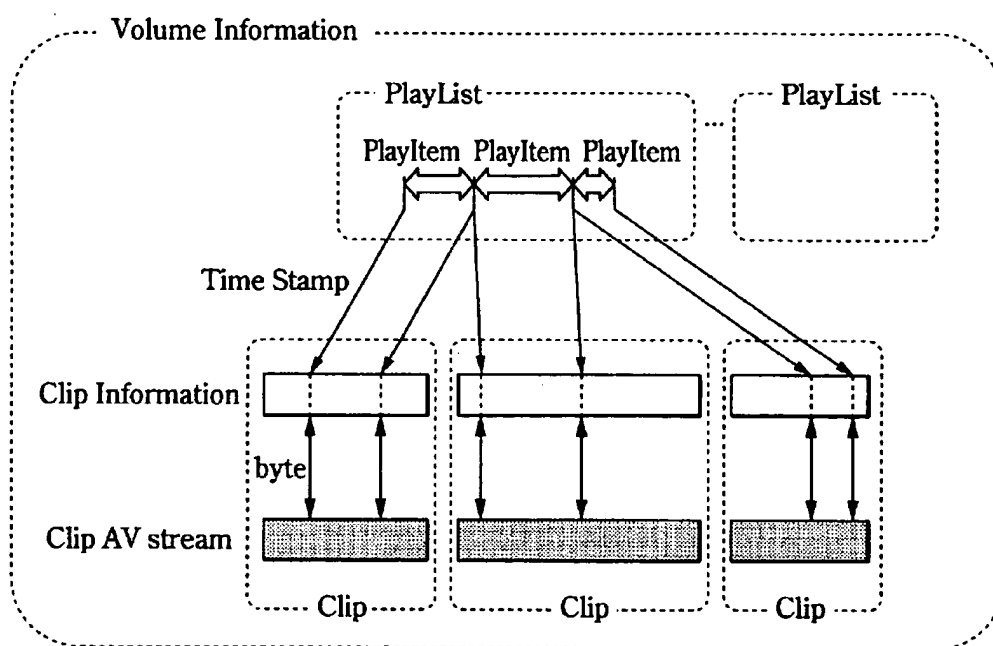 Volume Information
PlayList
... PlayList
PlayItem PlayItem PlayItem
Time Stamp
Clip Information
byte
Clip AV stream
Clip Clip Clip